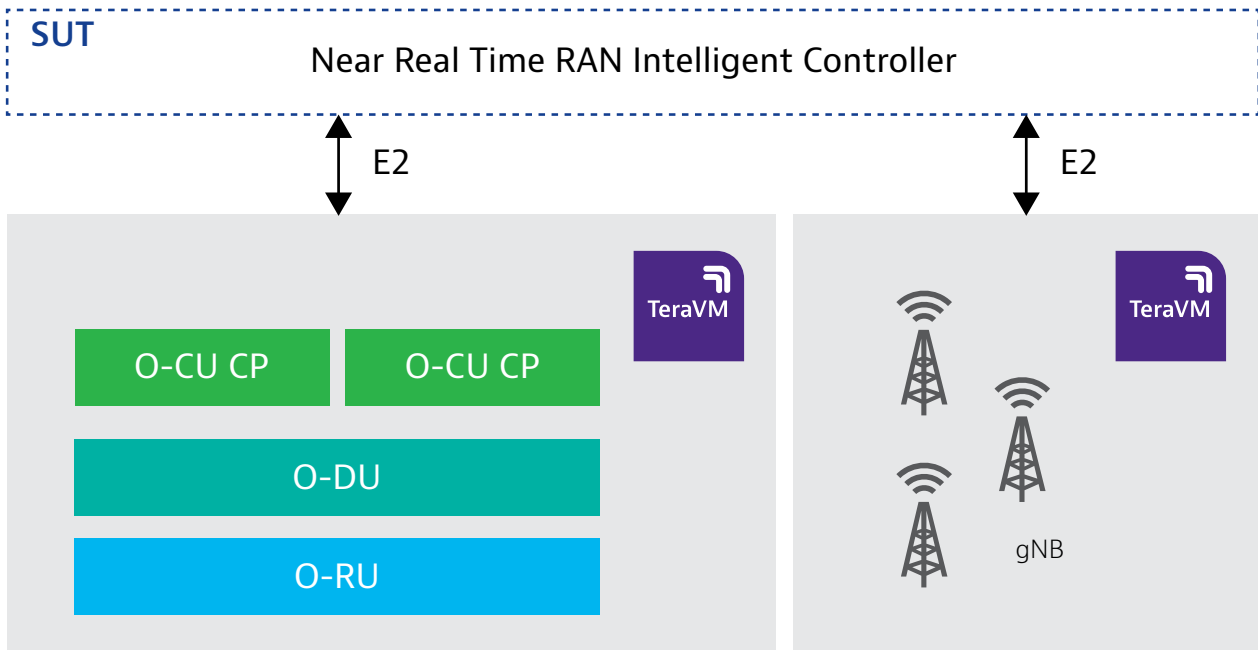 SUT
Near Real Time RAN Intelligent Controller
E2
E2
TeraVM
TeraVM
O-CU CP
O-CU CP
O-DU
O-RU
gNB